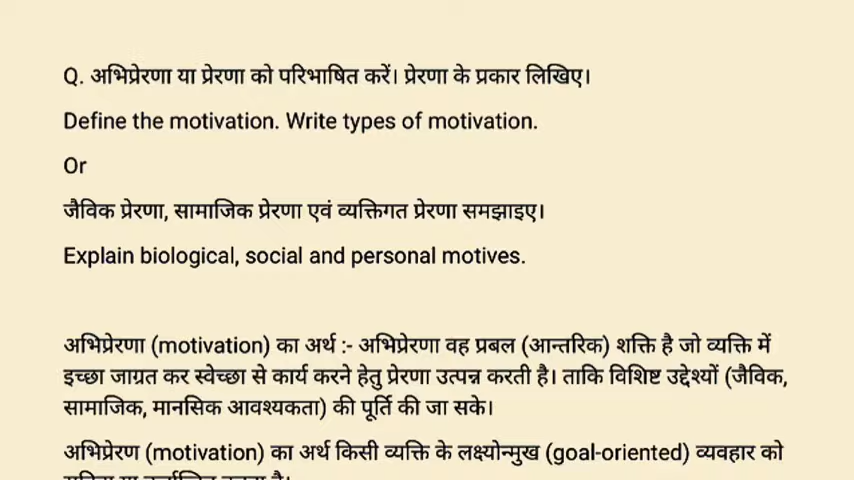 Q. अभिप्रेरणा या प्रेरणा को परिभाषित करें। प्रेरणा के प्रकार लिखिए।
Define the motivation. Write types of motivation.
Or
जैविक प्रेरणा, सामाजिक प्रेरणा एवं व्यक्तिगत प्रेरणा समझाइए।
Explain biological, social and personal motives.
अभिप्रेरणा (motivation) का अर्थ :- अभिप्रेरणा वह प्रबल (आन्तरिक) शक्ति है जो व्यक्ति में
इच्छा जाग्रत कर स्वेच्छा से कार्य करने हेतु प्रेरणा उत्पन्न करती है। ताकि विशिष्ट उद्देश्यों (जैविक,
सामाजिक, मानसिक आवश्यकता) की पूर्ति की जा सके।
अभिप्रेरण (motivation) का अर्थ किसी व्यक्ति के लक्ष्योन्मुख (goal-oriented) व्यवहार को